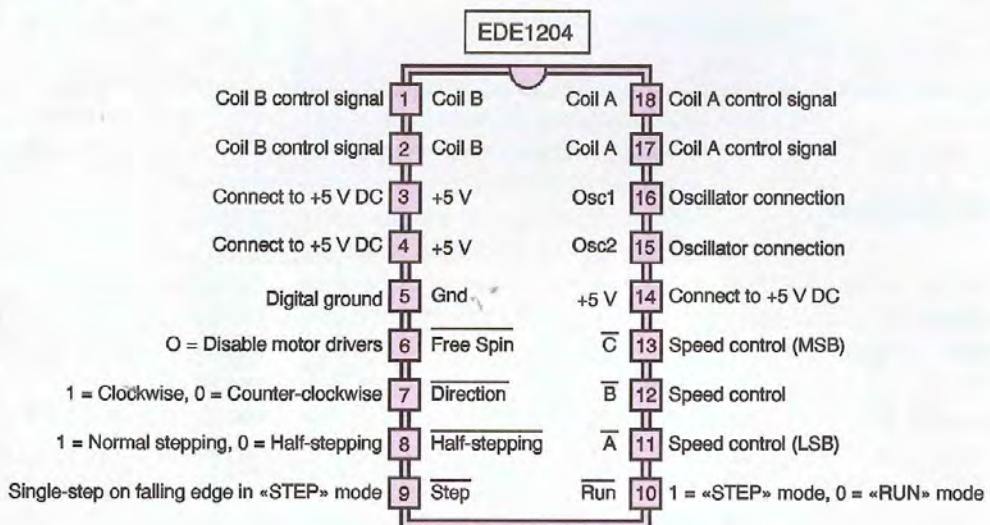 EDE1204
Coil B control signal 1 Coil B Coil A 18 Coil A control signal
Coil B control signal 2 Coil B Coil A 17 Coil A control signal
Connect to +5 V DC 3 +5 V Osc1 16 Oscillator connection
Connect to +5 V DC 4 +5 V Osc2 15 Oscillator connection
Digital ground 5 Gnd +5 V 14 Connect to +5 V DC
O = Disable motor drivers 6 Free Spin C 13 Speed control (MSB)
1 = Clockwise, 0 = Counter-clockwise 7 Direction B 12 Speed control
1 = Normal stepping, 0 = Half-stepping 8 Half-stepping A 11 Speed control (LSB)
Single-step on falling edge in «STEP» mode 9 Step Run 10 1 = «STEP» mode, 0 = «RUN» mode